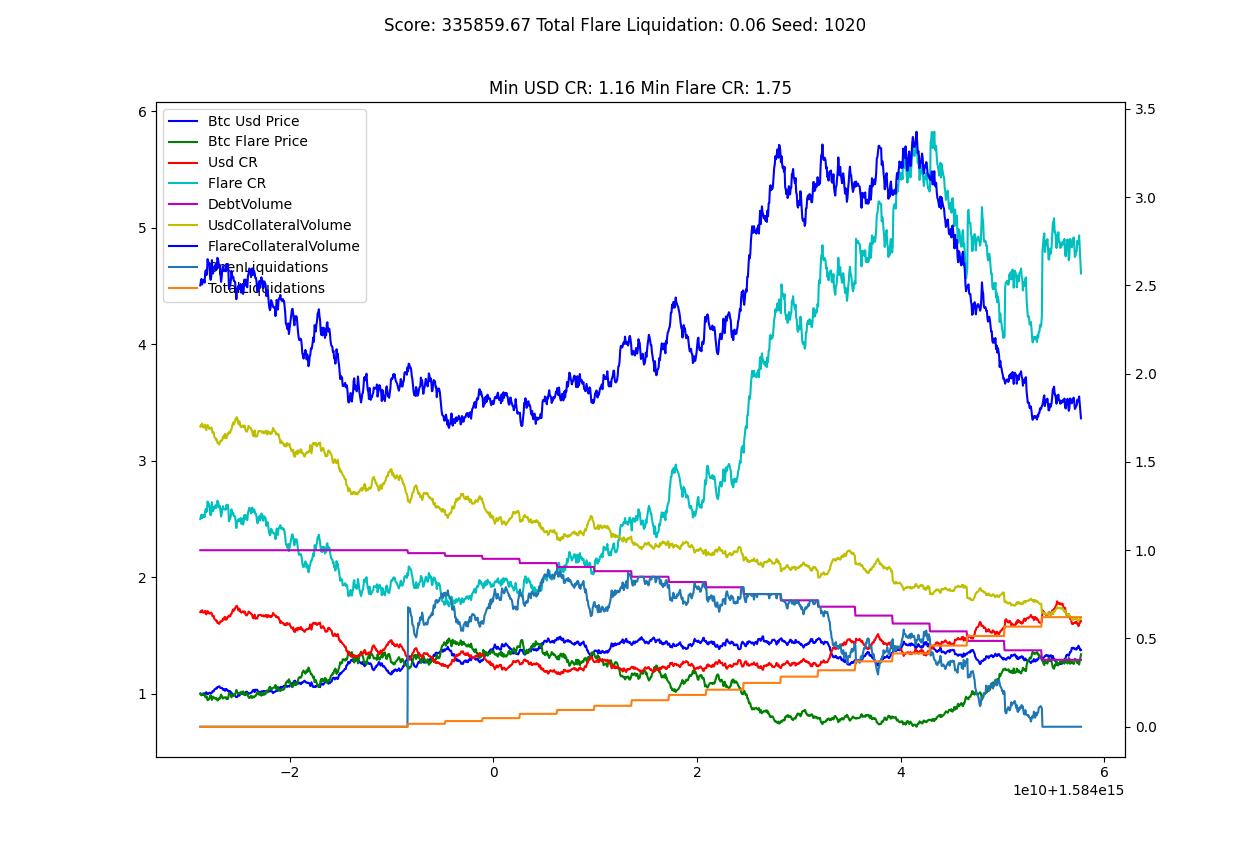 Score: 335859.67 Total Flare Liquidation: 0.06 Seed: 1020
Min USD CR: 1.16 Min Flare CR: 1.75
Btc Usd Price
Btc Flare Price
Usd CR
Flare CR
DebtVolume
UsdCollateralVolume
FlareCollateralVolume
OpenLiquidations
TotalLiquidations
6
5
4
3
2
1
3.5
3.0
2.5
2.0
1.5
1.0
0.5
0.0
−2 0 2 4 6
1e10+1.584e15